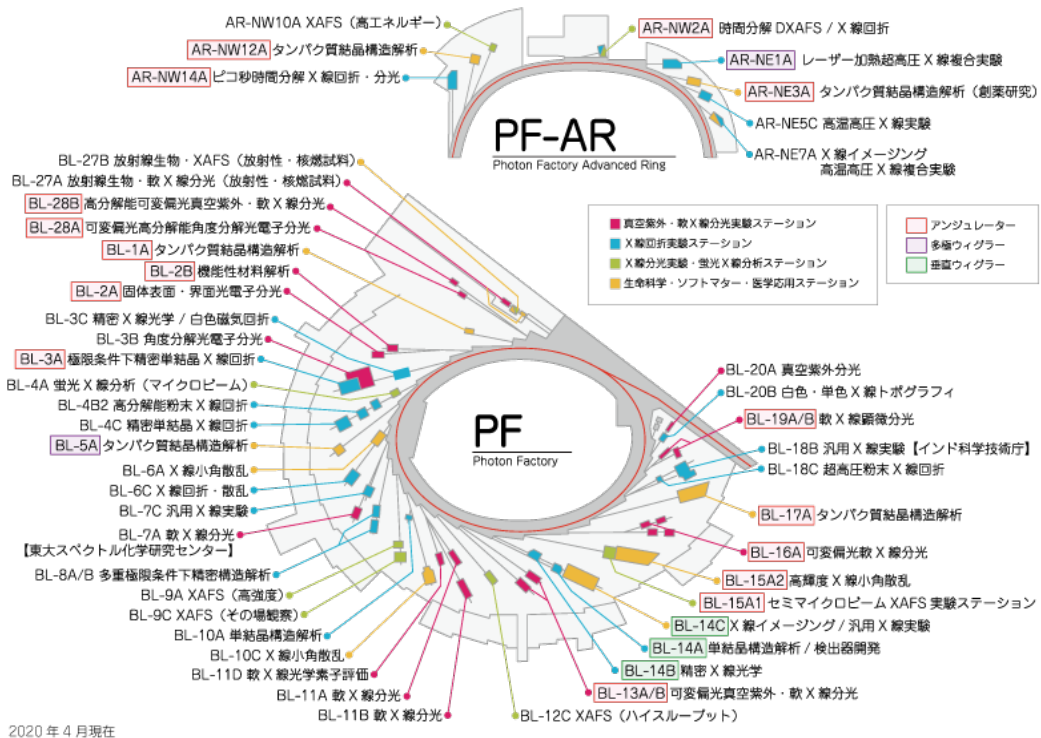 AR-NW10A XAFS（高エネルギー）
AR-NW12A タンパク質結晶構造解析
AR-NW14A ピコ秒時間分解 X 線回折・分光
AR-NW2A 時間分解 DXAFS / X 線回折
AR-NE1A レーザー加熱超高圧 X 線複合実験
AR-NE3A タンパク質結晶構造解析（創薬研究）
AR-NE5C 高温高圧 X 線実験
AR-NE7A X 線イメージング
高温高圧 X 線複合実験
PF-AR
Photon Factory Advanced Ring
BL-27B 放射線生物・XAFS（放射性・核燃試料）
BL-27A 放射線生物・軟 X 線分光（放射性・核燃試料）
BL-28B 高分解能可変偏光真空紫外・軟 X 線分光
BL-28A 可変偏光高分解能角度分解光電子分光
BL-1A タンパク質結晶構造解析
BL-2B 機能性材料解析
BL-2A 固体表面・界面光電子分光
BL-3C 精密 X 線光学 / 白色磁気回折
BL-3B 角度分解光電子分光
BL-3A 極限条件下精密単結晶 X 線回折
BL-4A 蛍光 X 線分析（マイクロビーム）
BL-4B2 高分解能粉末 X 線回折
BL-4C 精密単結晶 X 線回折
BL-5A タンパク質結晶構造解析
BL-6A X 線小角散乱
BL-6C X 線回折・散乱
BL-7C 汎用 X 線実験
BL-7A 軟 X 線分光
【東大スペクトル化学研究センター】
BL-8A/B 多重極限条件下精密構造解析
BL-9A XAFS（高強度）
BL-9C XAFS（その場観察）
BL-10A 単結晶構造解析
BL-10C X 線小角散乱
BL-11D 軟 X 線光学素子評価
BL-11A 軟 X 線分光
BL-11B 軟 X 線分光
真空紫外・軟X線分光実験ステーション
X線回折実験ステーション
X線分光実験・蛍光X線分析ステーション
生命科学・ソフトマター・医学応用ステーション
アンジュレーター
多極ウィグラー
垂直ウィグラー
PF
Photon Factory
BL-20A 真空紫外分光
BL-20B 白色・単色 X 線トポグラフィ
BL-19A/B 軟 X 線顕微分光
BL-18B 汎用 X 線実験【インド科学技術庁】
BL-18C 超高圧粉末 X 線回折
BL-17A タンパク質結晶構造解析
BL-16A 可変偏光軟 X 線分光
BL-15A2 高輝度 X 線小角散乱
BL-15A1 セミマイクロビーム XAFS 実験ステーション
BL-14C X 線イメージング / 汎用 X 線実験
BL-14A 単結晶構造解析 / 検出器開発
BL-14B 精密 X 線光学
BL-13A/B 可変偏光真空紫外・軟 X 線分光
BL-12C XAFS（ハイスループット）
2020 年 4 月現在